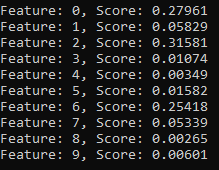 Feature: 0, Score: 0.27961
Feature: 1, Score: 0.05829
Feature: 2, Score: 0.31581
Feature: 3, Score: 0.01074
Feature: 4, Score: 0.00349
Feature: 5, Score: 0.01582
Feature: 6, Score: 0.25418
Feature: 7, Score: 0.05339
Feature: 8, Score: 0.00265
Feature: 9, Score: 0.00601